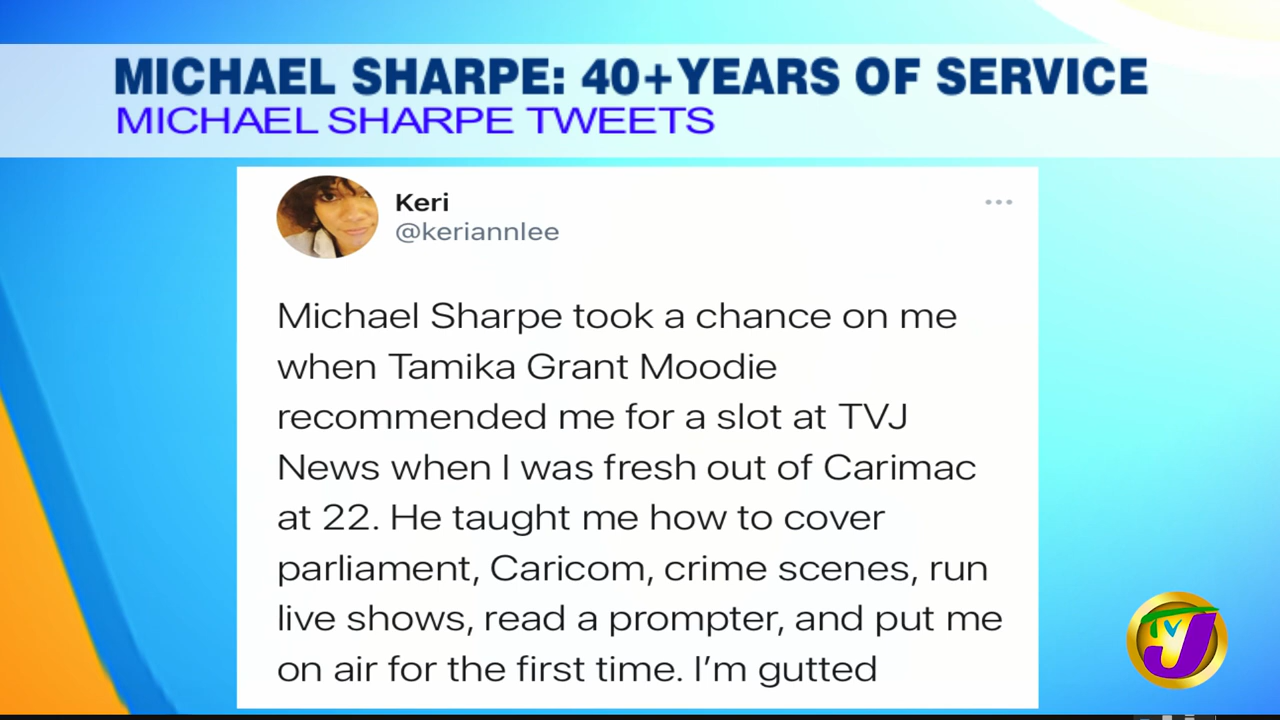 MICHAEL SHARPE: 40+YEARS OF SERVICE
MICHAEL SHARPE TWEETS
Keri
@keriannlee
Michael Sharpe took a chance on me
when Tamika Grant Moodie
recommended me for a slot at TVJ
News when I was fresh out of Carimac
at 22. He taught me how to cover
parliament, Caricom, crime scenes, run
live shows, read a prompter, and put me
on air for the first time. I’m gutted
TVJ